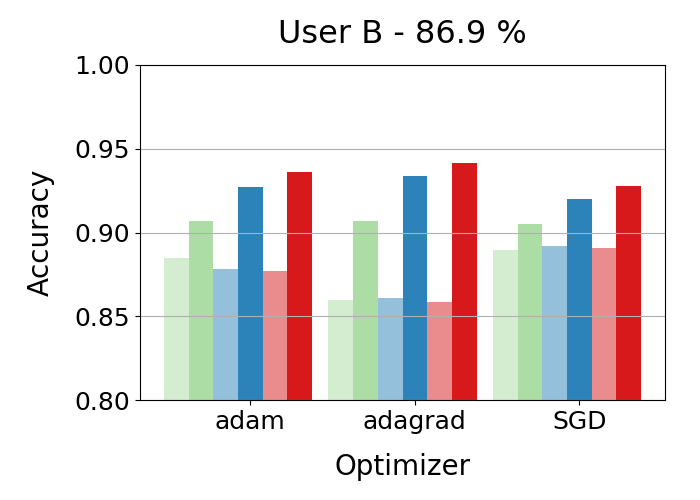 User B - 86.9 %
1.00
0.95
0.90
0.85
0.80
Accuracy
adam adagrad SGD
Optimizer